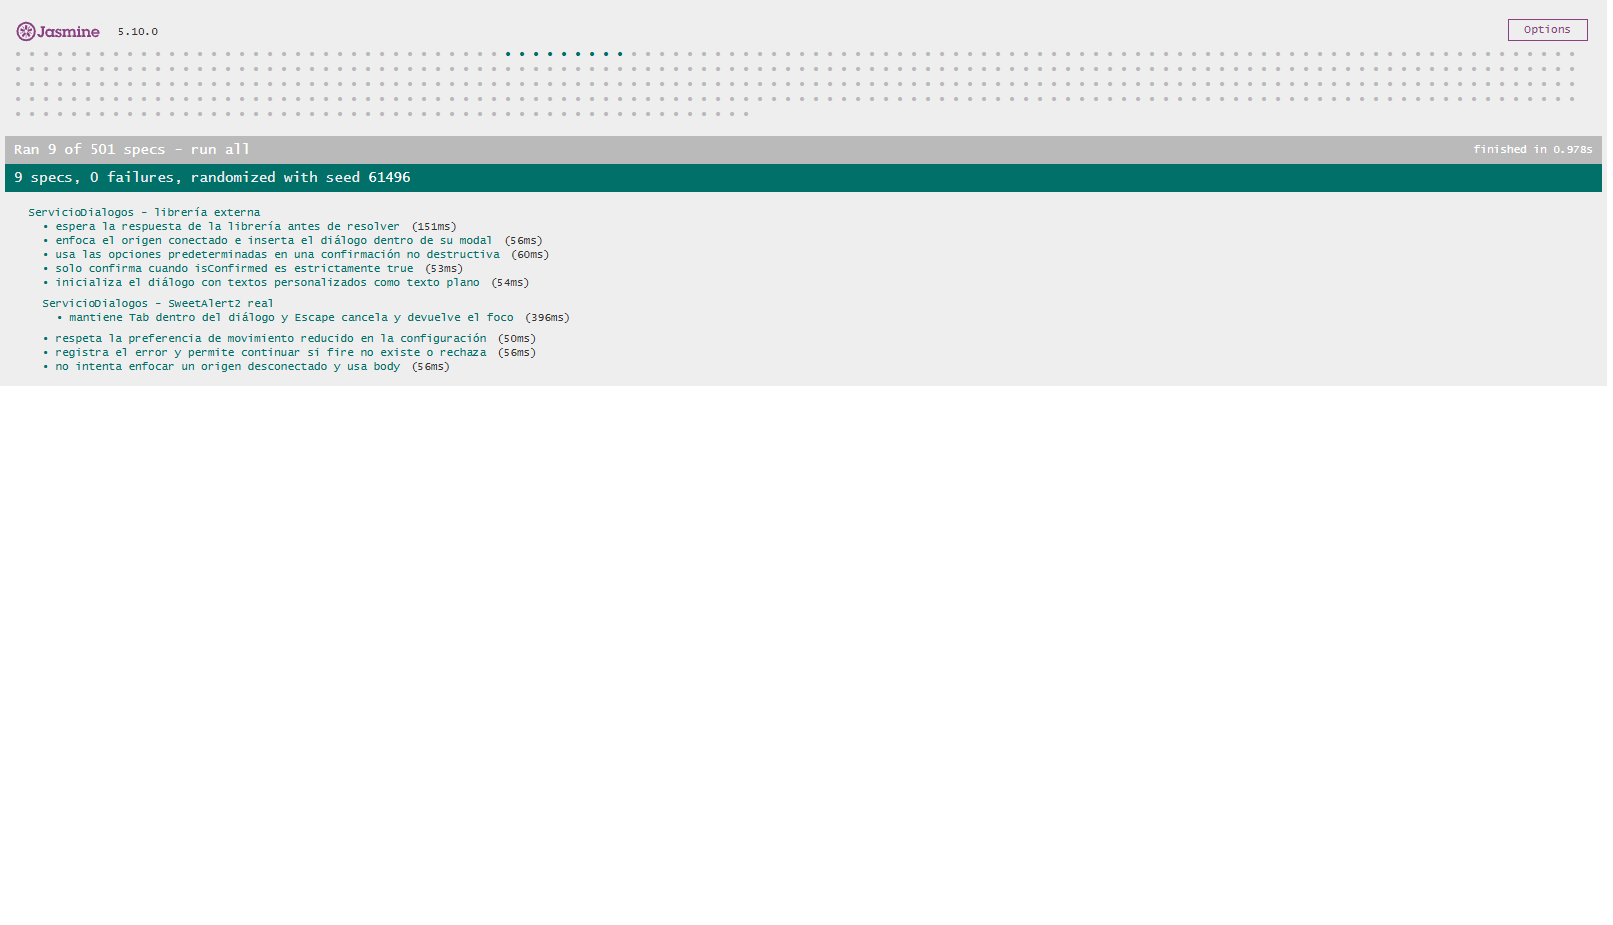 Jasmine 5.10.0 Options
Ran 9 of 501 specs - run all finished in 0.978s
9 specs, 0 failures, randomized with seed 61496
ServicioDialogos - librería externa
• espera la respuesta de la librería antes de resolver (151ms)
• enfoca el origen conectado e inserta el diálogo dentro de su modal (56ms)
• usa las opciones predeterminadas en una confirmación no destructiva (60ms)
• solo confirma cuando isConfirmed es estrictamente true (53ms)
• inicializa el diálogo con textos personalizados como texto plano (54ms)
ServicioDialogos - SweetAlert2 real
• mantiene Tab dentro del diálogo y Escape cancela y devuelve el foco (396ms)
• respeta la preferencia de movimiento reducido en la configuración (50ms)
• registra el error y permite continuar si fire no existe o rechaza (56ms)
• no intenta enfocar un origen desconectado y usa body (56ms)